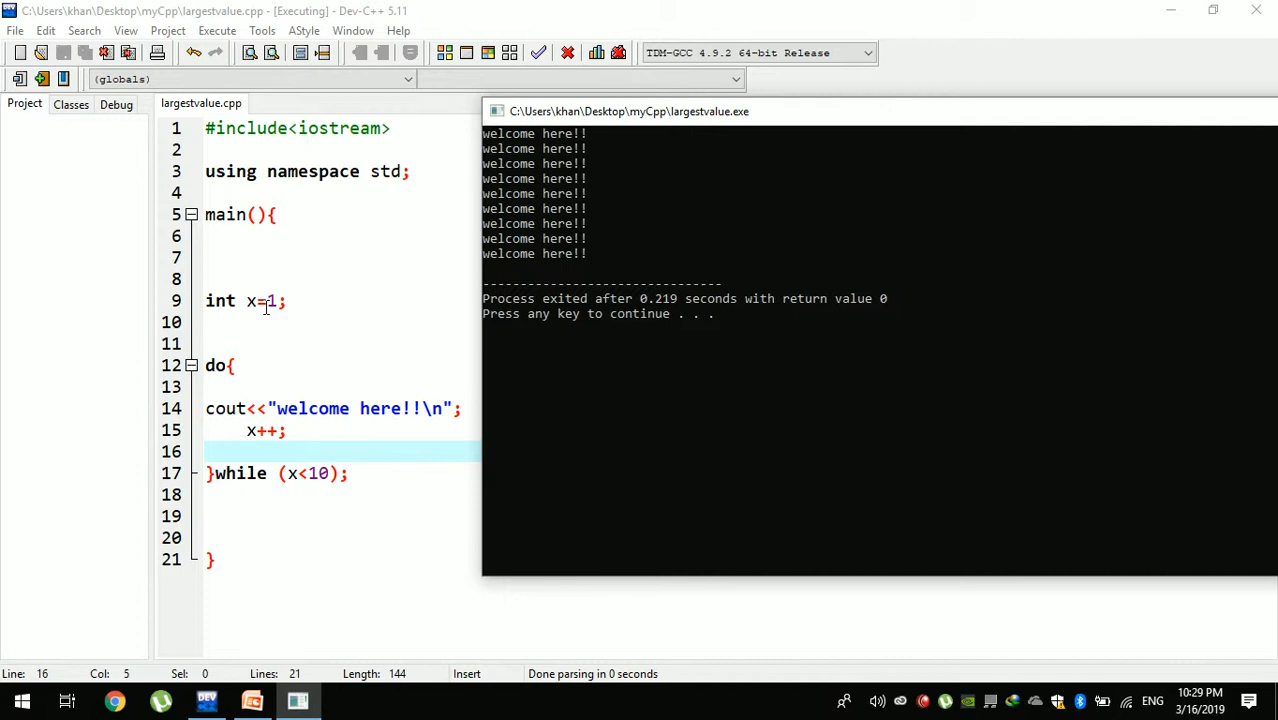 C:\Users\khan\Desktop\myCpp\largestvalue.cpp - [Executing] - Dev-C++ 5.11
File Edit Search View Project Execute Tools AStyle Window Help
TDM-GCC 4.9.2 64-bit Release
(globals)
Project Classes Debug
largestvalue.cpp
1 #include<iostream>
2
3 using namespace std;
4
5 main(){
6
7
8
9 int x=1;
10
11
12 do{
13
14 cout<<"welcome here!!\n";
15 x++;
16
17 }while (x<10);
18
19
20
21 }
C:\Users\khan\Desktop\myCpp\largestvalue.exe
welcome here!!
welcome here!!
welcome here!!
welcome here!!
welcome here!!
welcome here!!
welcome here!!
welcome here!!
welcome here!!
--------------------------------
Process exited after 0.219 seconds with return value 0
Press any key to continue . . .
Line: 16 Col: 5 Sel: 0 Lines: 21 Length: 144 Insert Done parsing in 0 seconds
DEV
ENG
10:29 PM
3/16/2019